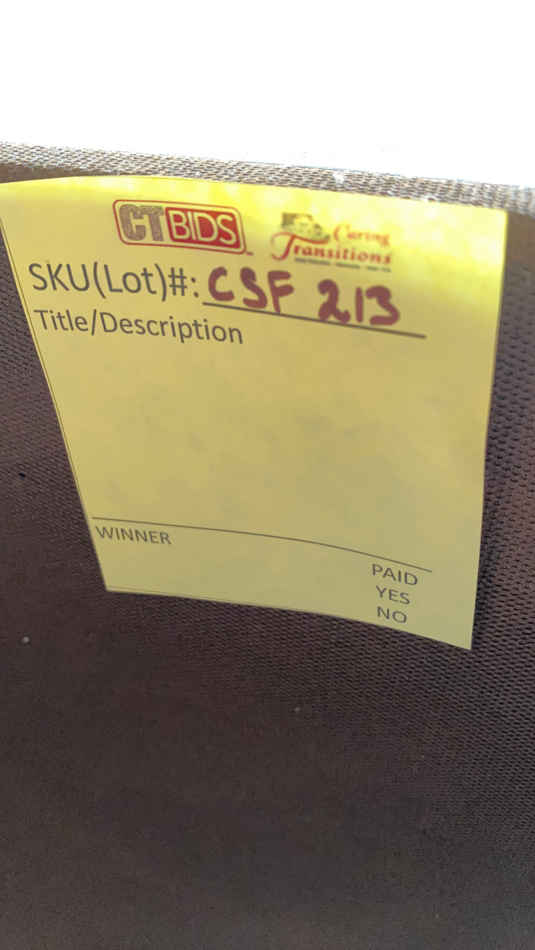 CTBIDS
Caring
Transitions
SKU(Lot)#: CSF 213
Title/Description
WINNER
PAID
YES
NO